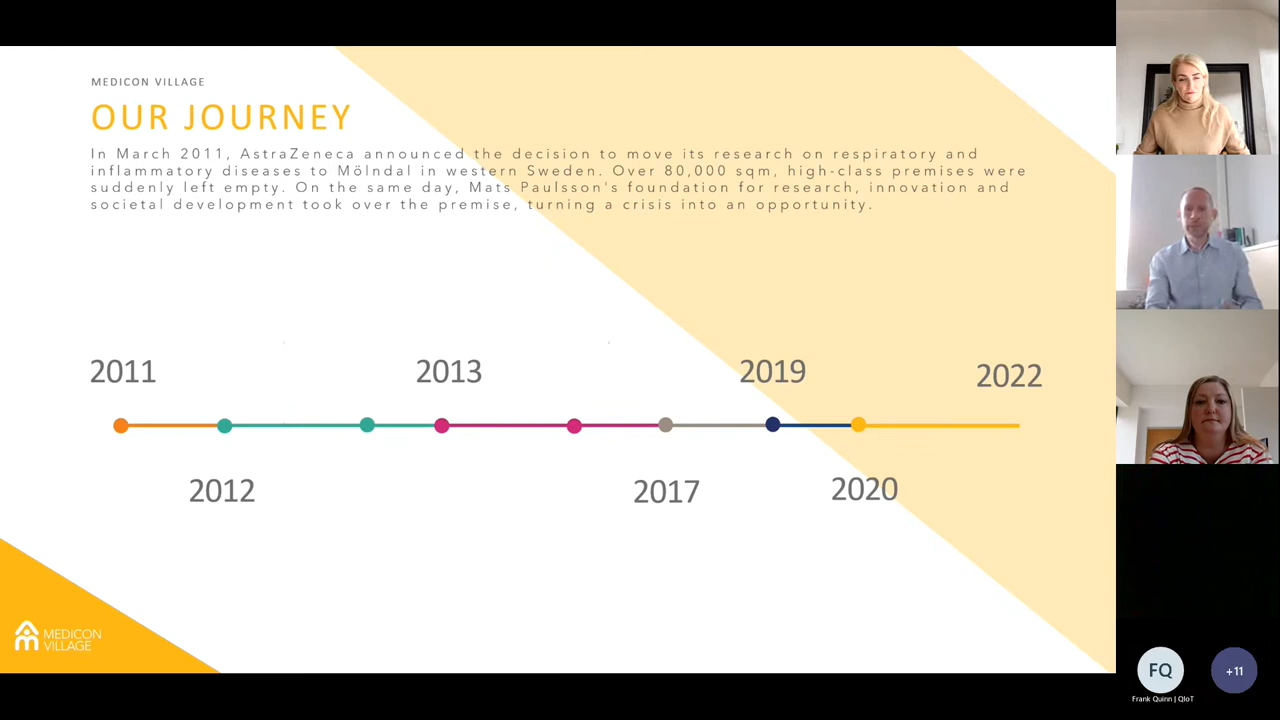 MEDICON VILLAGE
OUR JOURNEY
In March 2011, AstraZeneca announced the decision to move its research on respiratory and
inflammatory diseases to Mölndal in western Sweden. Over 80,000 sqm, high-class premises were
suddenly left empty. On the same day, Mats Paulsson's foundation for research, innovation and
societal development took over the premise, turning a crisis into an opportunity.
2011
2013
2019
2022
2012
2017
2020
MEDICON
VILLAGE
FQ
+11
Frank Quinn | QIoT